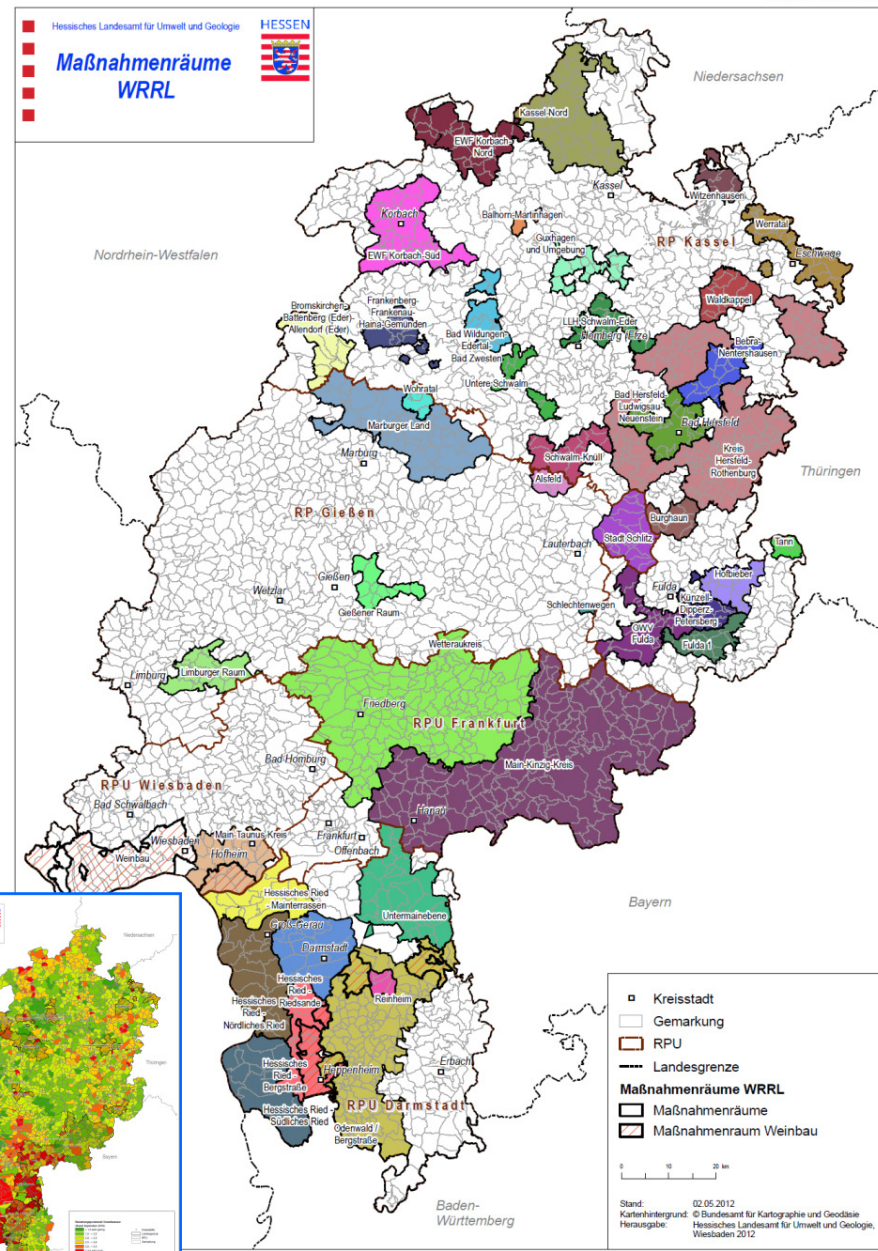 Hessisches Landesamt für Umwelt und Geologie
HESSEN
Maßnahmenräume
WRRL
Niedersachsen
Kassel-Nord
EWF Korbach-
Nord
Kassel
Witzenhausen
Korbach
Balhorn-Martinhagen
Werratal
Guxhagen
und Umgebung
RP Kassel
Eschwege
Nordrhein-Westfalen
EWF Korbach-Süd
Waldkappel
Bromskirchen-
Battenberg (Eder)-
Allendorf (Eder)
Frankenberg-
Frankenau-
Haina-Gemünden
Bad Wildungen-
Edertal-
Bad Zwesten
LLH Schwalm-Eder
Homberg (Efze)
Bebra-
Nentershausen
Untere Schwalm
Wohratal
Bad Hersfeld-
Ludwigsau-
Neuenstein
Bad Hersfeld
Marburger Land
Marburg
Schwalm-Knüll
Kreis
Hersfeld-
Rothenburg
Thüringen
Alsfeld
RP Gießen
Burghaun
Stadt Schlitz
Lauterbach
Tann
Gießen
Wetzlar
Gießener Raum
Fulda
Hofbieber
Künzell-
Dipperz-
Petersberg
Schlechtenwegen
OWV
Fulda
Fulda 1
Wetteraukreis
Limburger Raum
Limburg
Friedberg
RPU Frankfurt
Bad Homburg
Main-Kinzig-Kreis
RPU Wiesbaden
Bad Schwalbach
Hanau
Main-Taunus Kreis
Frankfurt
Wiesbaden
Hofheim
Offenbach
Weinbau
Bayern
Hessisches Ried
- Mainterrassen
Untermainebene
Groß-Gerau
Darmstadt
Hessisches
Ried -
Riedsande
Reinheim
Hessisches
Ried -
Nördliches Ried
Hessisches
Ried -
Bergstraße
Heppenheim
Erbach
Hessisches Ried -
Südliches Ried
RPU Darmstadt
Odenwald /
Bergstraße
Baden-
Württemberg
Niedersachsen
Thüringen
Bayern
Kreisstadt
Gemarkung
RPU
Landesgrenze
Maßnahmenräume WRRL
Maßnahmenräume
Maßnahmenraum Weinbau
0 10 20 km
Stand: 02.05.2012
Kartenhintergrund: © Bundesamt für Kartographie und Geodäsie
Herausgabe: Hessisches Landesamt für Umwelt und Geologie,
Wiesbaden 2012